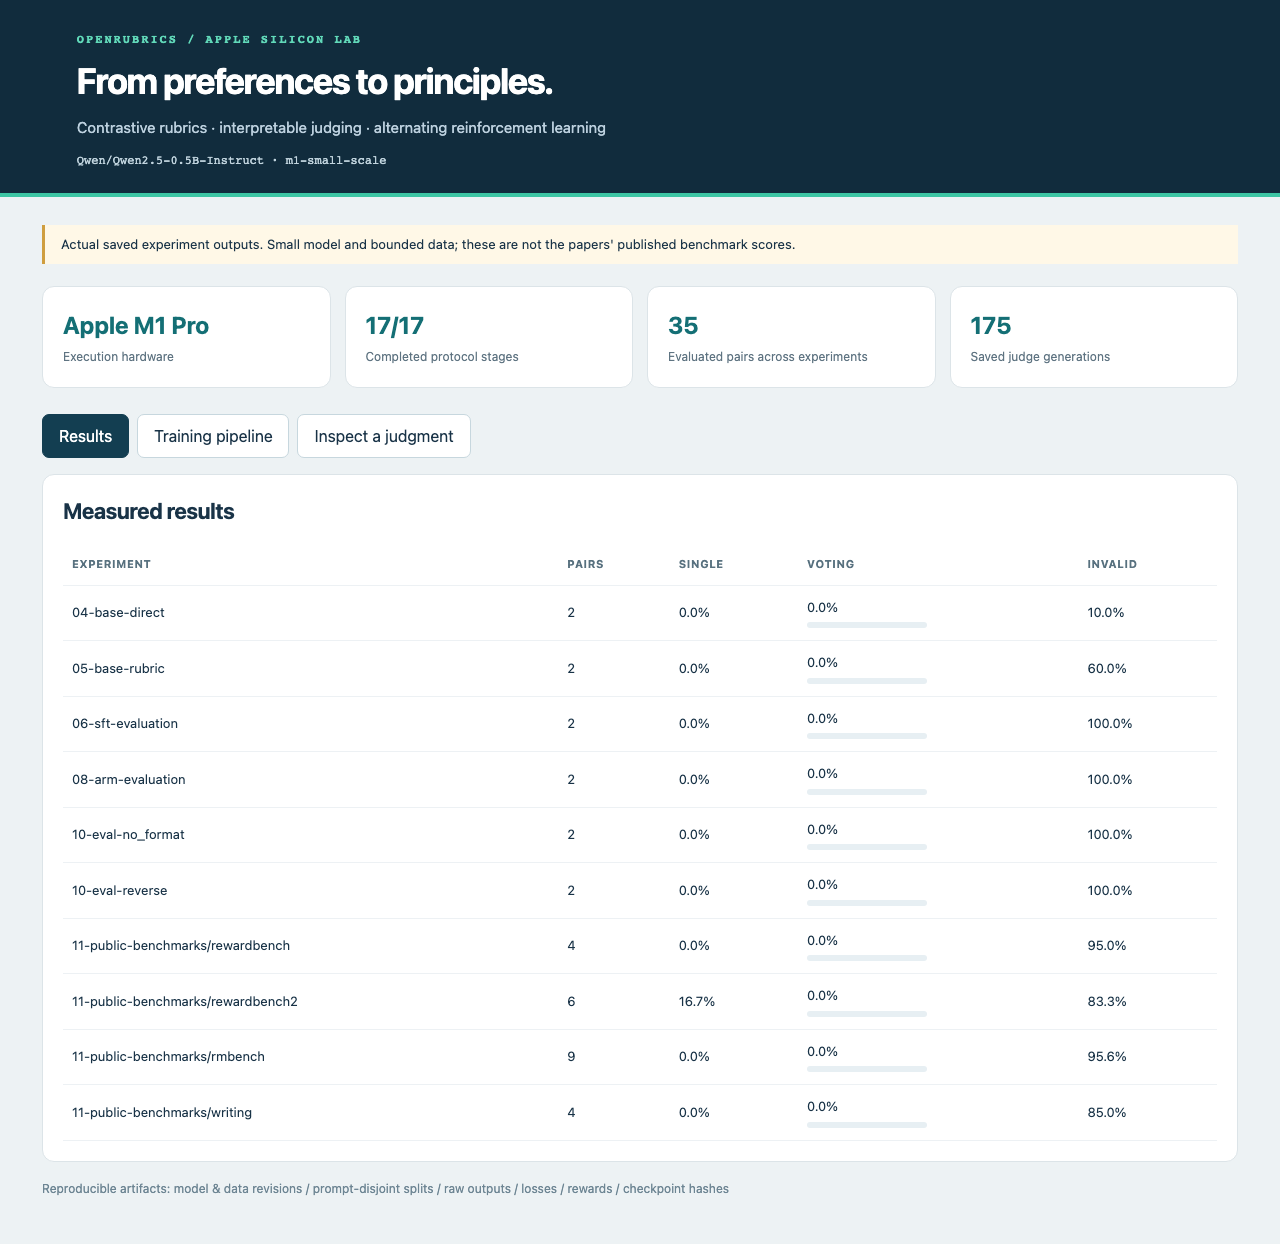 OPENRUBRICS / APPLE SILICON LAB
From preferences to principles.
Contrastive rubrics · interpretable judging · alternating reinforcement learning
Qwen/Qwen2.5-0.5B-Instruct · m1-small-scale
Actual saved experiment outputs. Small model and bounded data; these are not the papers' published benchmark scores.
Apple M1 Pro
Execution hardware
17/17
Completed protocol stages
35
Evaluated pairs across experiments
175
Saved judge generations
Results Training pipeline Inspect a judgment
Measured results
EXPERIMENT PAIRS SINGLE VOTING INVALID
04-base-direct 2 0.0% 0.0% 10.0%
05-base-rubric 2 0.0% 0.0% 60.0%
06-sft-evaluation 2 0.0% 0.0% 100.0%
08-arm-evaluation 2 0.0% 0.0% 100.0%
10-eval-no_format 2 0.0% 0.0% 100.0%
10-eval-reverse 2 0.0% 0.0% 100.0%
11-public-benchmarks/rewardbench 4 0.0% 0.0% 95.0%
11-public-benchmarks/rewardbench2 6 16.7% 0.0% 83.3%
11-public-benchmarks/rmbench 9 0.0% 0.0% 95.6%
11-public-benchmarks/writing 4 0.0% 0.0% 85.0%
Reproducible artifacts: model & data revisions / prompt-disjoint splits / raw outputs / losses / rewards / checkpoint hashes